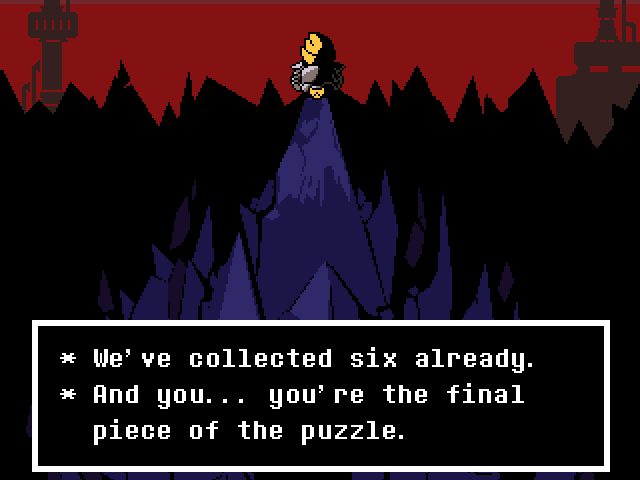 * We've collected six already.
* And you... you're the final
piece of the puzzle.